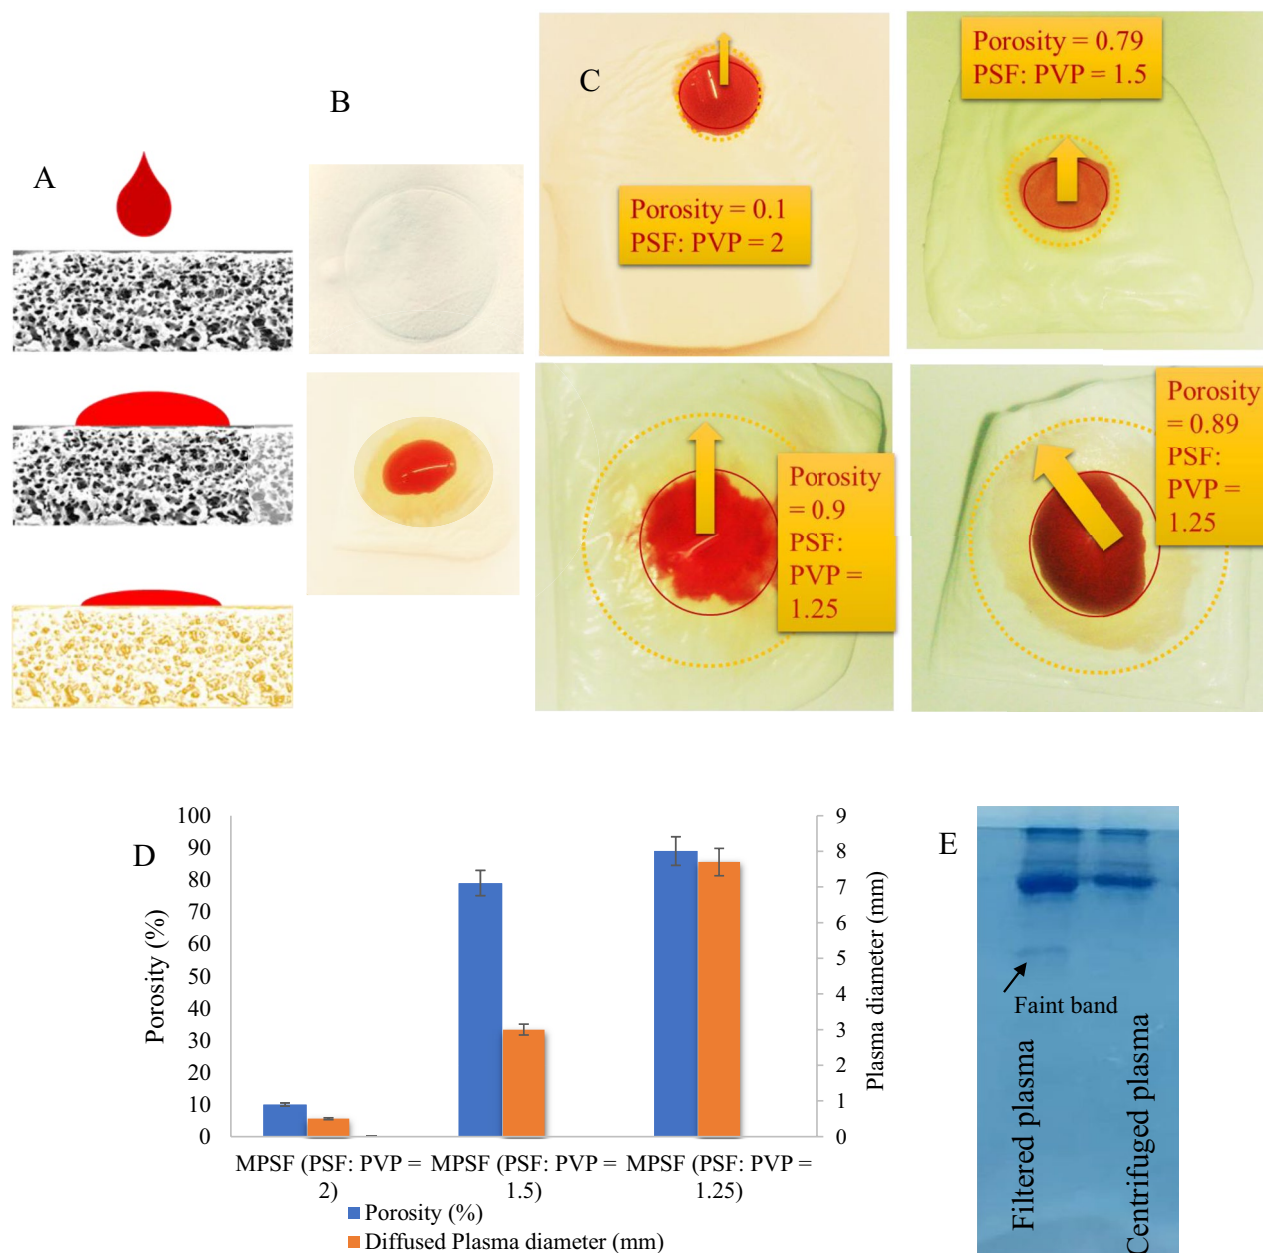 A
B
C
Porosity = 0.1
PSF: PVP = 2
Porosity = 0.79
PSF: PVP = 1.5
Porosity
= 0.9
PSF:
PVP =
1.25
Porosity
= 0.89
PSF:
PVP =
1.25
D
Porosity (%)
100
90
80
70
60
50
40
30
20
10
0
Plasma diameter (mm)
9
8
7
6
5
4
3
2
1
0
MPSF (PSF: PVP =
2)
MPSF (PSF: PVP =
1.5)
MPSF (PSF: PVP =
1.25)
Porosity (%)
Diffused Plasma diameter (mm)
E
Faint band
Filtered plasma
Centrifuged plasma